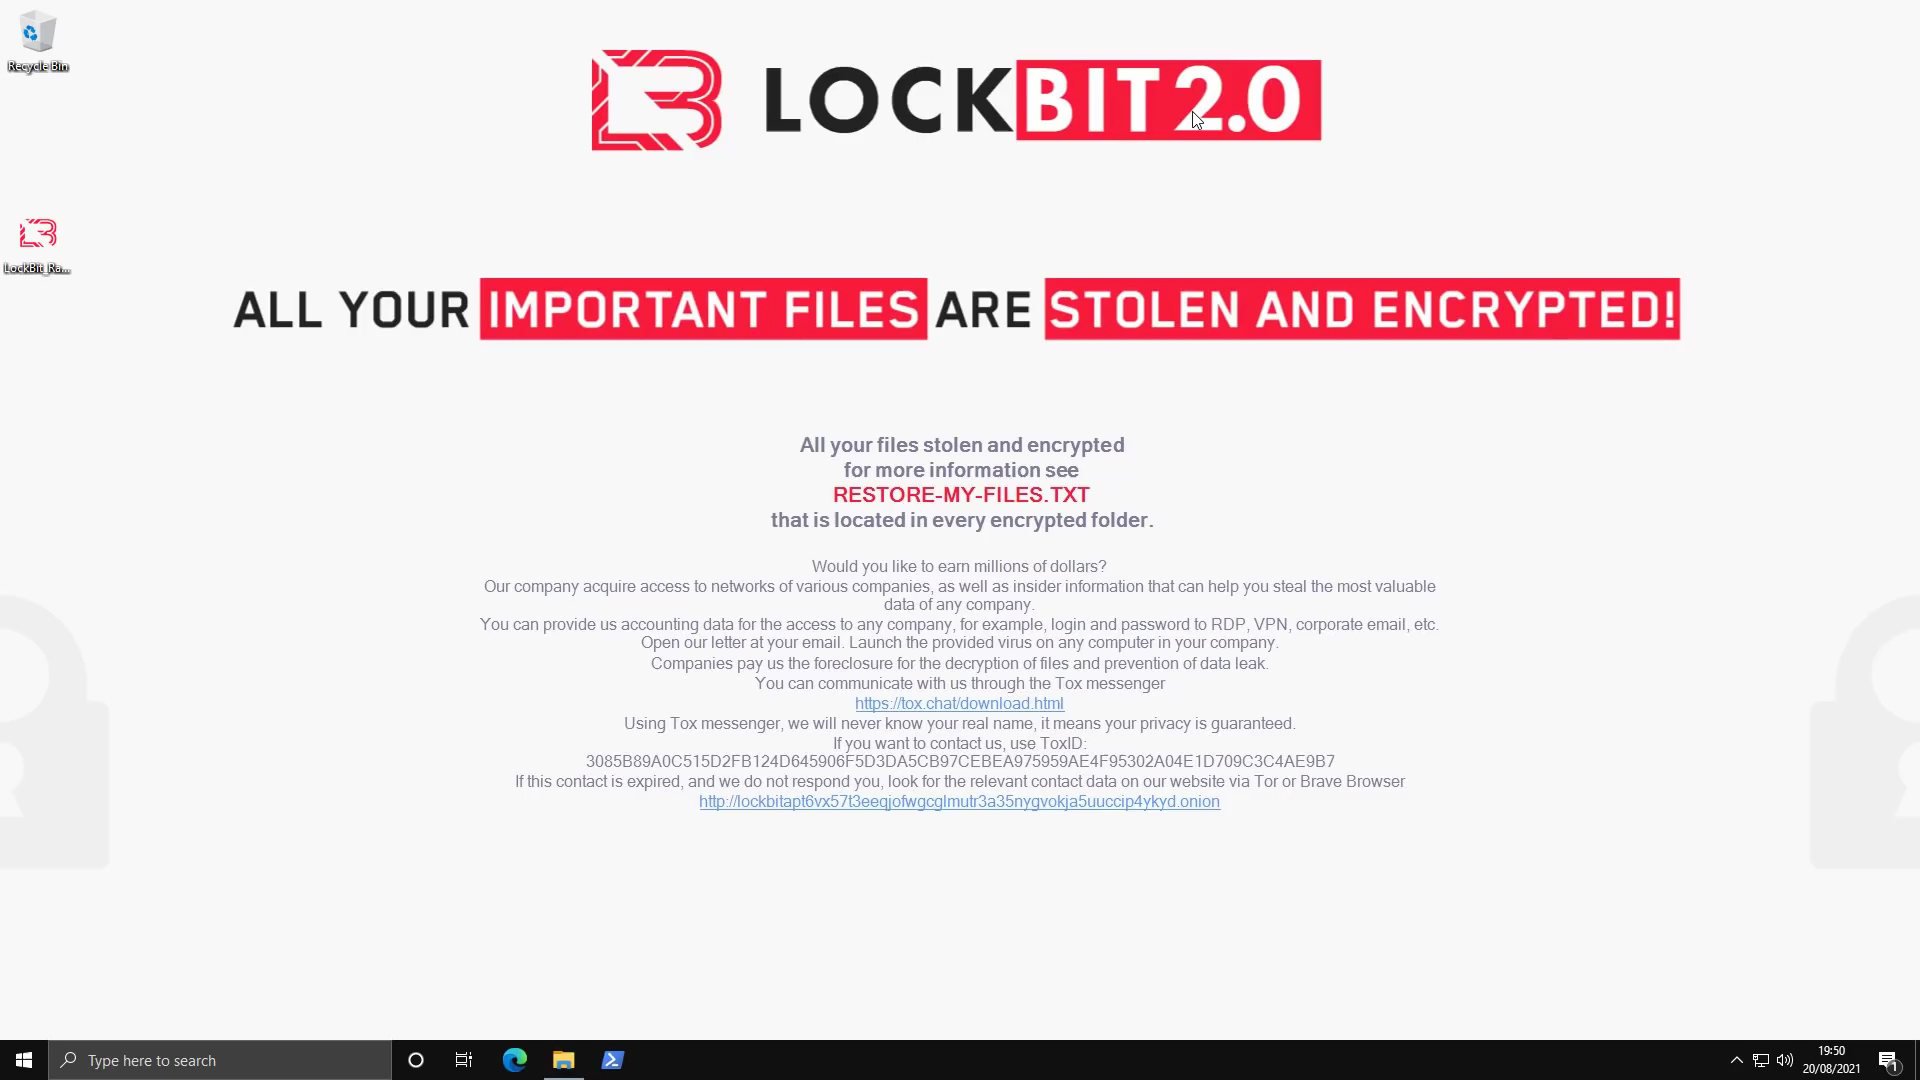 Recycle Bin
LOCKBIT 2.0
LockBit_Ra...
ALL YOUR IMPORTANT FILES ARE STOLEN AND ENCRYPTED!
All your files stolen and encrypted
for more information see
RESTORE-MY-FILES.TXT
that is located in every encrypted folder.
Would you like to earn millions of dollars?
Our company acquire access to networks of various companies, as well as insider information that can help you steal the most valuable
data of any company.
You can provide us accounting data for the access to any company, for example, login and password to RDP, VPN, corporate email, etc.
Open our letter at your email. Launch the provided virus on any computer in your company.
Companies pay us the foreclosure for the decryption of files and prevention of data leak.
You can communicate with us through the Tox messenger
https://tox.chat/download.html
Using Tox messenger, we will never know your real name, it means your privacy is guaranteed.
If you want to contact us, use ToxID:
3085B89A0C515D2FB124D645906F5D3DA5CB97CEBEA975959AE4F95302A04E1D709C3C4AE9B7
If this contact is expired, and we do not respond you, look for the relevant contact data on our website via Tor or Brave Browser
http://lockbitapt6vx57t3eeqjofwgcglmutr3a35nygvokja5uuccip4ykyd.onion
Type here to search
19:50
20/08/2021
1